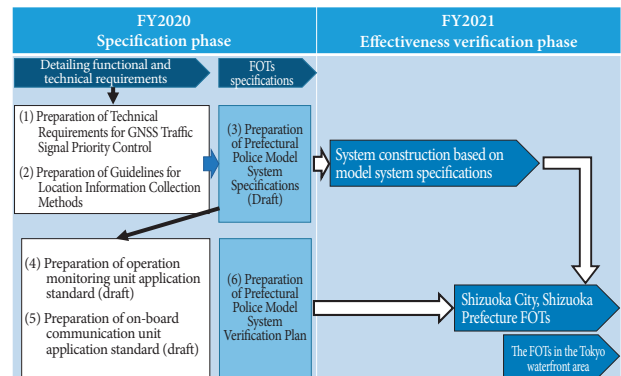 FY2020
Specification phase
FY2021
Effectiveness verification phase
Detailing functional and
technical requirements
FOTs
specifications
(1) Preparation of Technical
Requirements for GNSS Traffic
Signal Priority Control
(2) Preparation of Guidelines for
Location Information Collection
Methods
(3) Preparation
of Prefectural
Police Model
System
Specifications
(Draft)
System construction based on
model system specifications
(4) Preparation of operation
monitoring unit application
standard (draft)
(5) Preparation of on-board
communication unit
application standard (draft)
(6) Preparation
of Prefectural
Police Model
System
Verification Plan
Shizuoka City, Shizuoka
Prefecture FOTs
The FOTs in the Tokyo
waterfront area